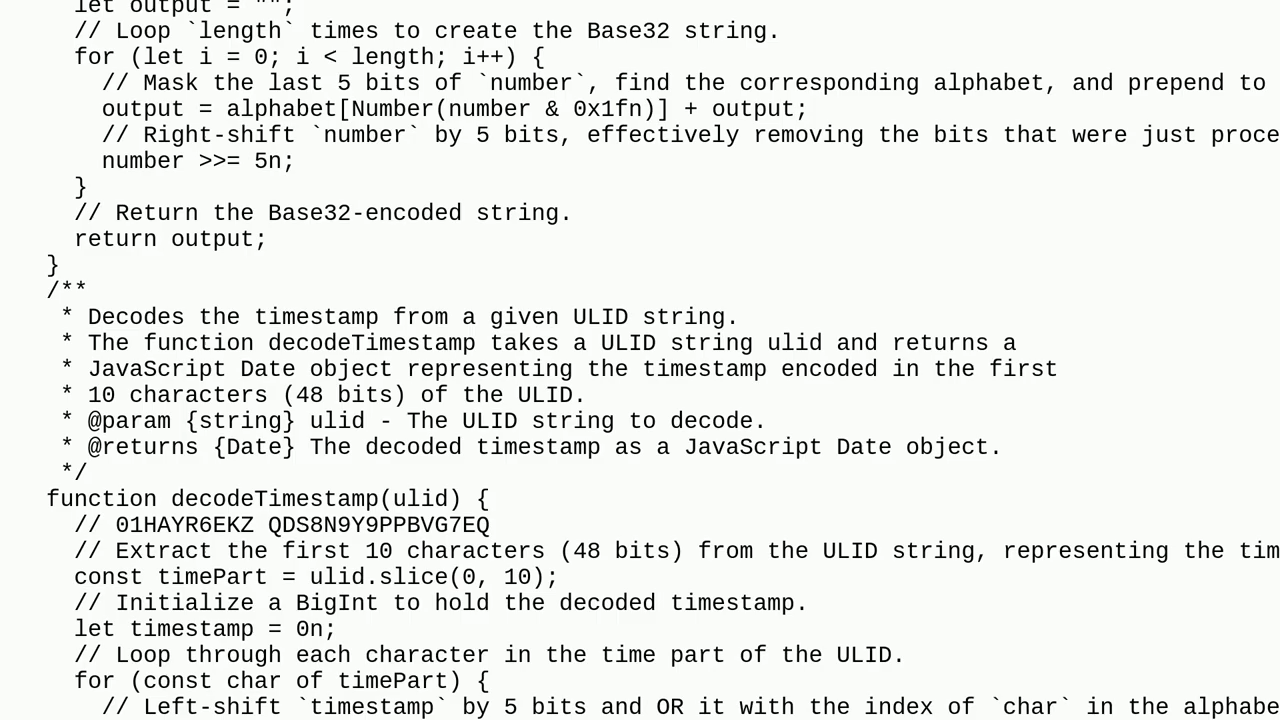 let output = "";
// Loop `length` times to create the Base32 string.
for (let i = 0; i < length; i++) {
// Mask the last 5 bits of `number`, find the corresponding alphabet, and prepend to
output = alphabet[Number(number & 0x1fn)] + output;
// Right-shift `number` by 5 bits, effectively removing the bits that were just proce
number >>= 5n;
}
// Return the Base32-encoded string.
return output;
}
/**
* Decodes the timestamp from a given ULID string.
* The function decodeTimestamp takes a ULID string ulid and returns a
* JavaScript Date object representing the timestamp encoded in the first
* 10 characters (48 bits) of the ULID.
* @param {string} ulid - The ULID string to decode.
* @returns {Date} The decoded timestamp as a JavaScript Date object.
*/
function decodeTimestamp(ulid) {
// 01HAYR6EKZ QDS8N9Y9PPBVG7EQ
// Extract the first 10 characters (48 bits) from the ULID string, representing the tim
const timePart = ulid.slice(0, 10);
// Initialize a BigInt to hold the decoded timestamp.
let timestamp = 0n;
// Loop through each character in the time part of the ULID.
for (const char of timePart) {
// Left-shift `timestamp` by 5 bits and OR it with the index of `char` in the alphabe